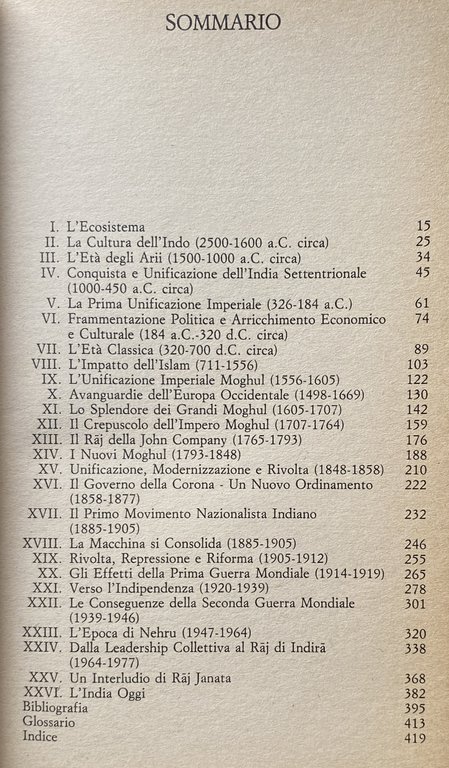 SOMMARIO
I. L'Ecosistema 15
II. La Cultura dell'Indo (2500-1600 a.C. circa) 25
III. L'Età degli Arii (1500-1000 a.C. circa) 34
IV. Conquista e Unificazione dell'India Settentrionale 45
(1000-450 a.C. circa)
V. La Prima Unificazione Imperiale (326-184 a.C.) 61
VI. Frammentazione Politica e Arricchimento Economico 74
e Culturale (184 a.C.-320 d.C. circa)
VII. L'Età Classica (320-700 d.C. circa) 89
VIII. L'Impatto dell'Islam (711-1556) 103
IX. L'Unificazione Imperiale Moghul (1556-1605) 122
X. Avanguardie dell'Europa Occidentale (1498-1669) 130
XI. Lo Splendore dei Grandi Moghul (1605-1707) 142
XII. Il Crepuscolo dell'Impero Moghul (1707-1764) 159
XIII. Il Rāj della John Company (1765-1793) 176
XIV. I Nuovi Moghul (1793-1848) 188
XV. Unificazione, Modernizzazione e Rivolta (1848-1858) 210
XVI. Il Governo della Corona - Un Nuovo Ordinamento 222
(1858-1877)
XVII. Il Primo Movimento Nazionalista Indiano 232
(1885-1905)
XVIII. La Macchina si Consolida (1885-1905) 246
XIX. Rivolta, Repressione e Riforma (1905-1912) 255
XX. Gli Effetti della Prima Guerra Mondiale (1914-1919) 265
XXI. Verso l'Indipendenza (1920-1939) 278
XXII. Le Conseguenze della Seconda Guerra Mondiale 301
(1939-1946)
XXIII. L'Epoca di Nehru (1947-1964) 320
XXIV. Dalla Leadership Collettiva al Rāj di Indirā 338
(1964-1977)
XXV. Un Interludio di Rāj Janata 368
XXVI. L'India Oggi 382
Bibliografia 395
Glossario 413
Indice 419